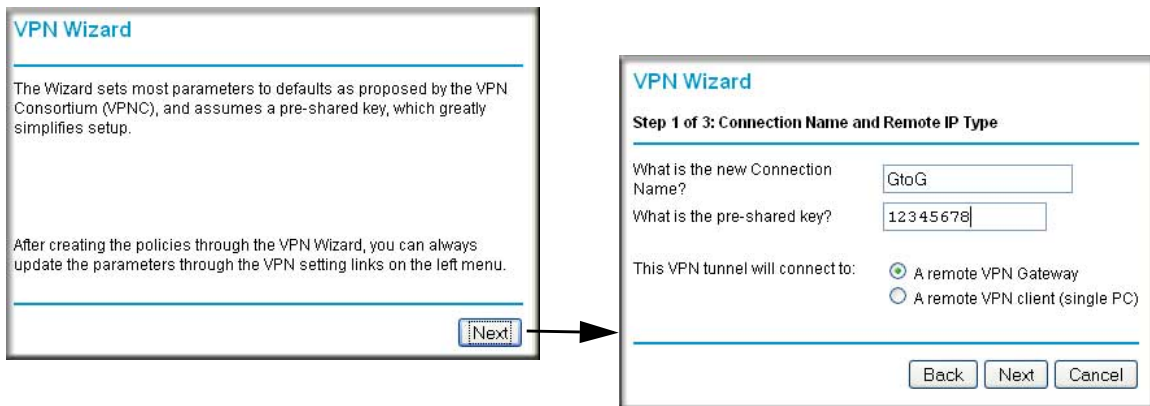 VPN Wizard
The Wizard sets most parameters to defaults as proposed by the VPN
Consortium (VPNC), and assumes a pre-shared key, which greatly
simplifies setup.
After creating the policies through the VPN Wizard, you can always
update the parameters through the VPN setting links on the left menu.
Next
VPN Wizard
Step 1 of 3: Connection Name and Remote IP Type
What is the new Connection
Name?
GtoG
What is the pre-shared key?
12345678
This VPN tunnel will connect to:
A remote VPN Gateway
A remote VPN client (single PC)
Back Next Cancel